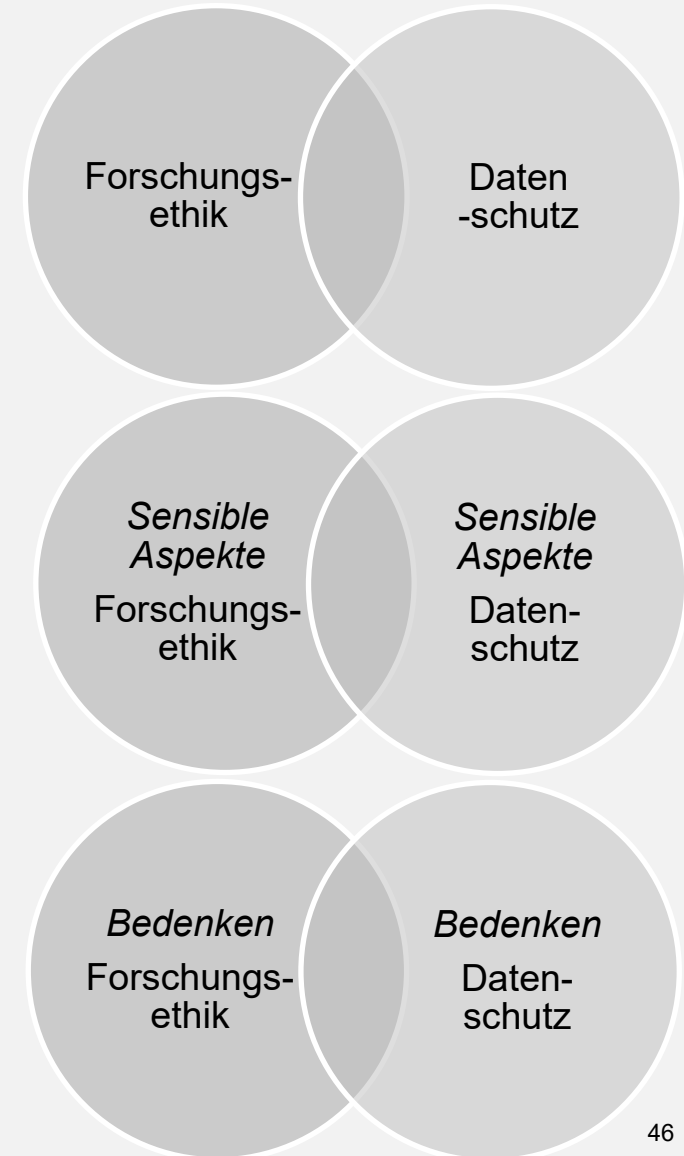 Forschungs-
ethik
Daten
-schutz
Sensible
Aspekte
Forschungs-
ethik
Sensible
Aspekte
Daten-
schutz
Bedenken
Forschungs-
ethik
Bedenken
Daten-
schutz
46